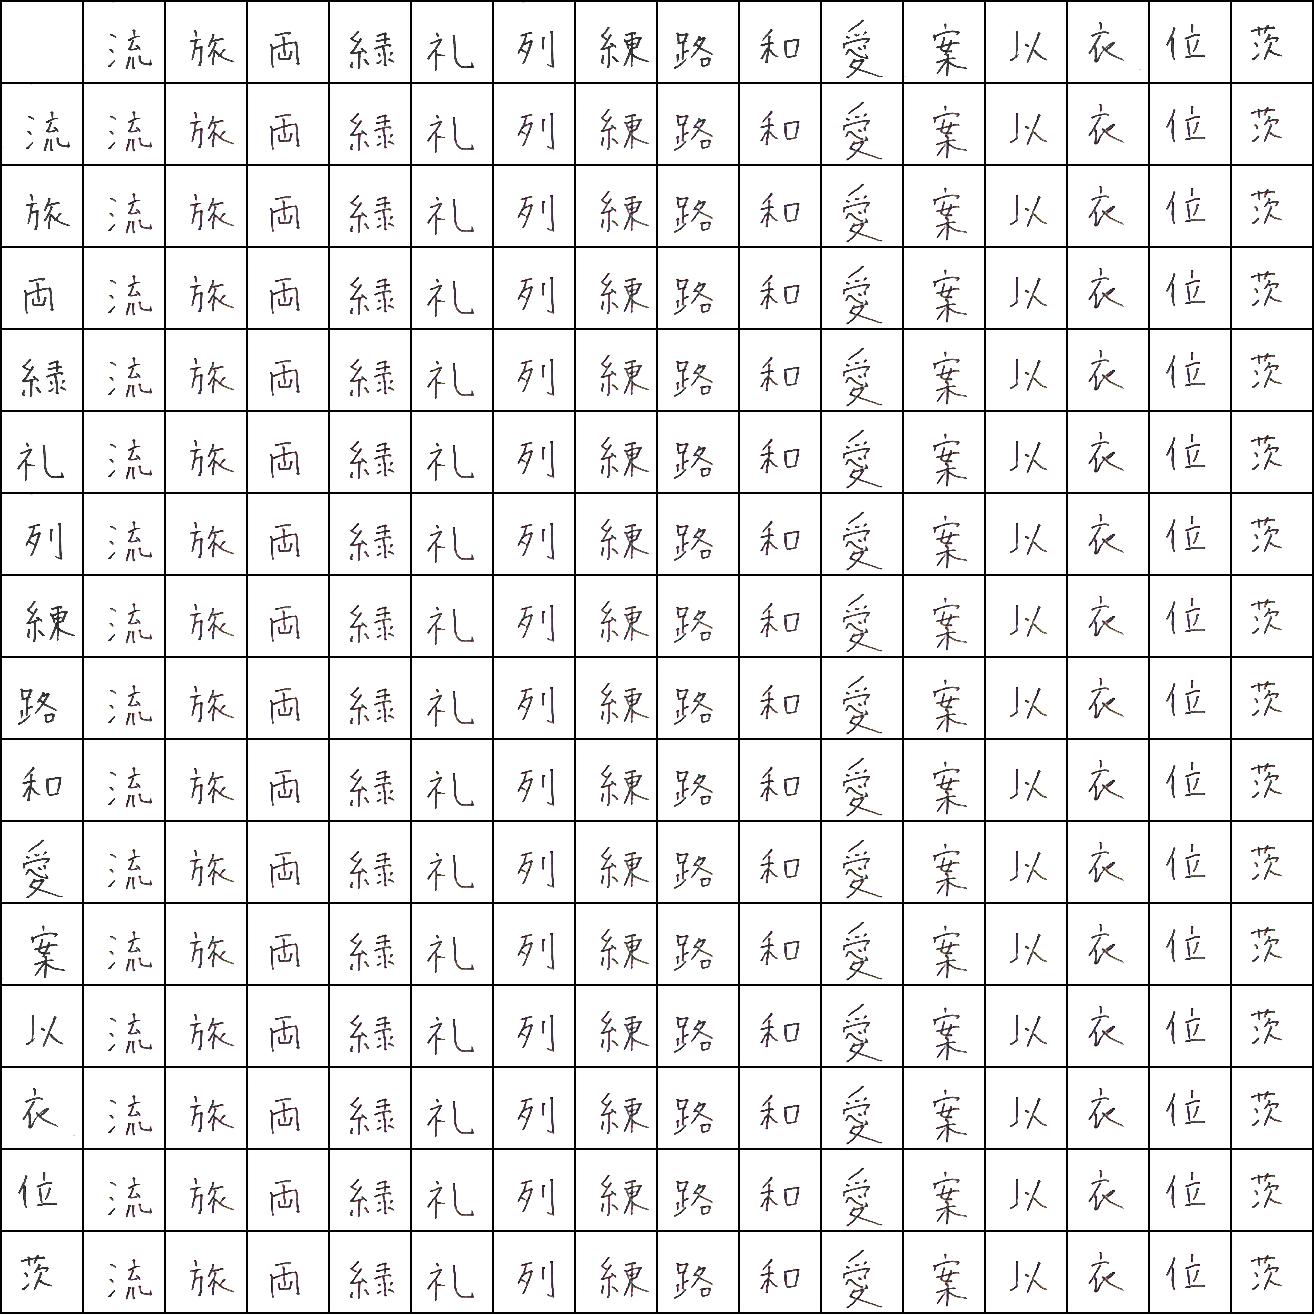 流 旅 両 緑 礼 列 練 路 和 愛 案 以 衣 位 茨
流 流 旅 両 緑 礼 列 練 路 和 愛 案 以 衣 位 茨
旅 流 旅 両 緑 礼 列 練 路 和 愛 案 以 衣 位 茨
両 流 旅 両 緑 礼 列 練 路 和 愛 案 以 衣 位 茨
緑 流 旅 両 緑 礼 列 練 路 和 愛 案 以 衣 位 茨
礼 流 旅 両 緑 礼 列 練 路 和 愛 案 以 衣 位 茨
列 流 旅 両 緑 礼 列 練 路 和 愛 案 以 衣 位 茨
練 流 旅 両 緑 礼 列 練 路 和 愛 案 以 衣 位 茨
路 流 旅 両 緑 礼 列 練 路 和 愛 案 以 衣 位 茨
和 流 旅 両 緑 礼 列 練 路 和 愛 案 以 衣 位 茨
愛 流 旅 両 緑 礼 列 練 路 和 愛 案 以 衣 位 茨
案 流 旅 両 緑 礼 列 練 路 和 愛 案 以 衣 位 茨
以 流 旅 両 緑 礼 列 練 路 和 愛 案 以 衣 位 茨
衣 流 旅 両 緑 礼 列 練 路 和 愛 案 以 衣 位 茨
位 流 旅 両 緑 礼 列 練 路 和 愛 案 以 衣 位 茨
茨 流 旅 両 緑 礼 列 練 路 和 愛 案 以 衣 位 茨